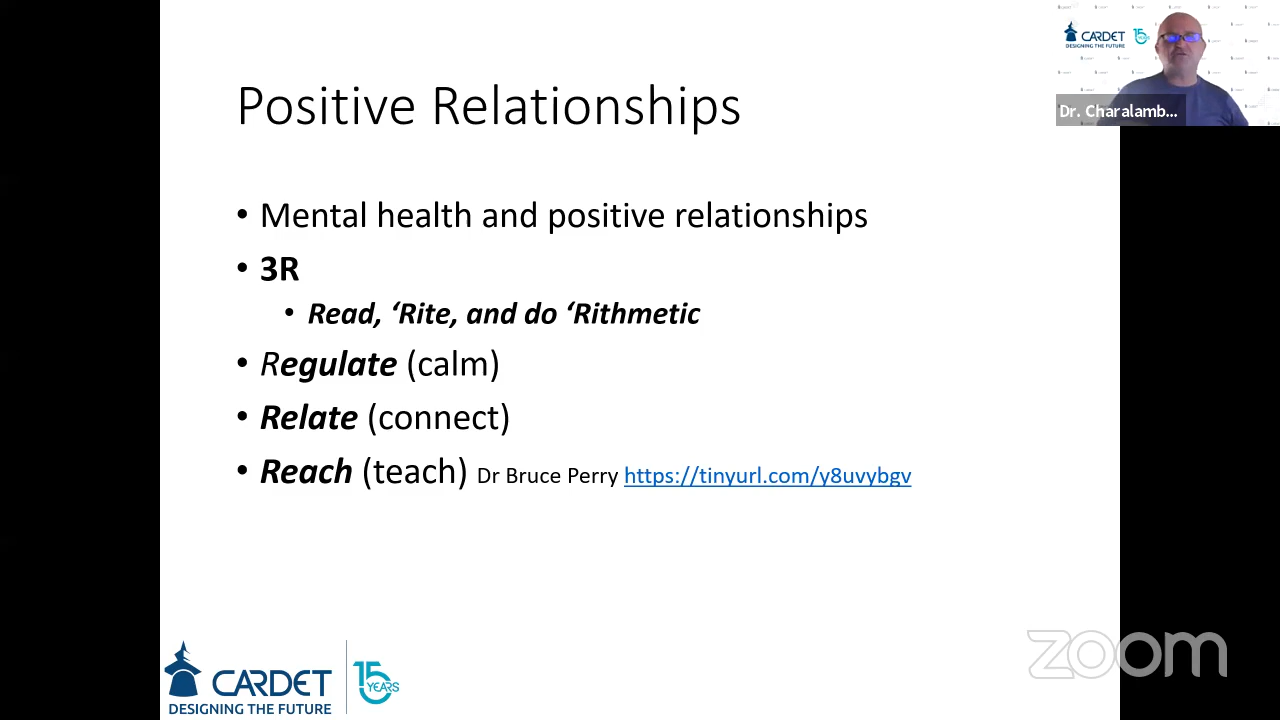 Positive Relationships
• Mental health and positive relationships
• 3R
• Read, ‘Rite, and do ‘Rithmetic
• Regulate (calm)
• Relate (connect)
• Reach (teach) Dr Bruce Perry https://tinyurl.com/y8uvybgv
CARDET
DESIGNING THE FUTURE
15 YEARS
CARDET 15
DESIGNING THE FUTURE
Dr. Charalamb...
zoom